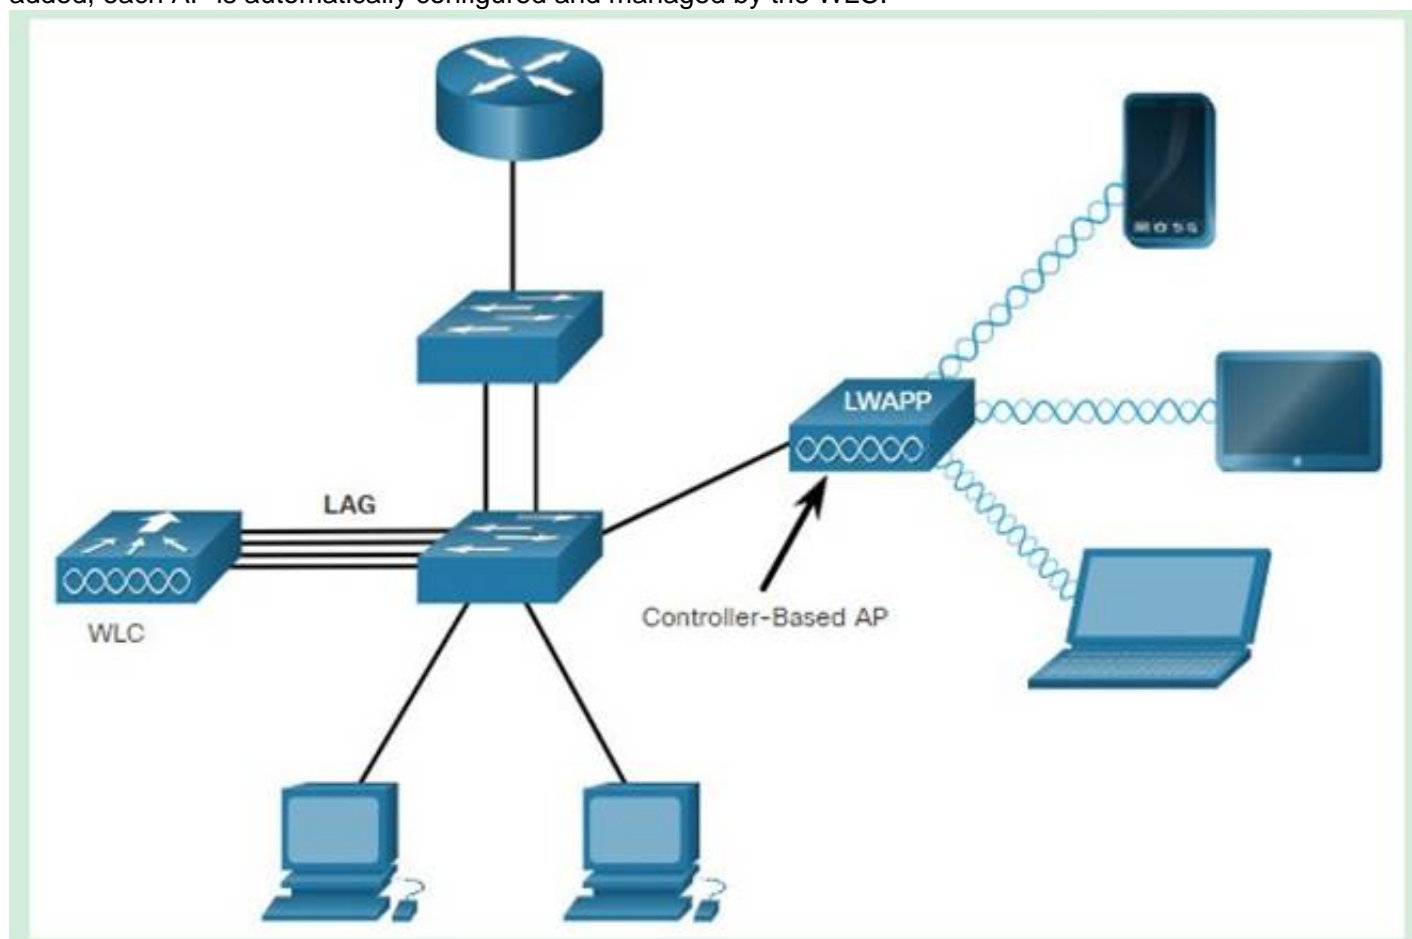 added, each AP is automatically configured and managed by the WLC.
LWAPP
LAG
Controller-Based AP
WLC